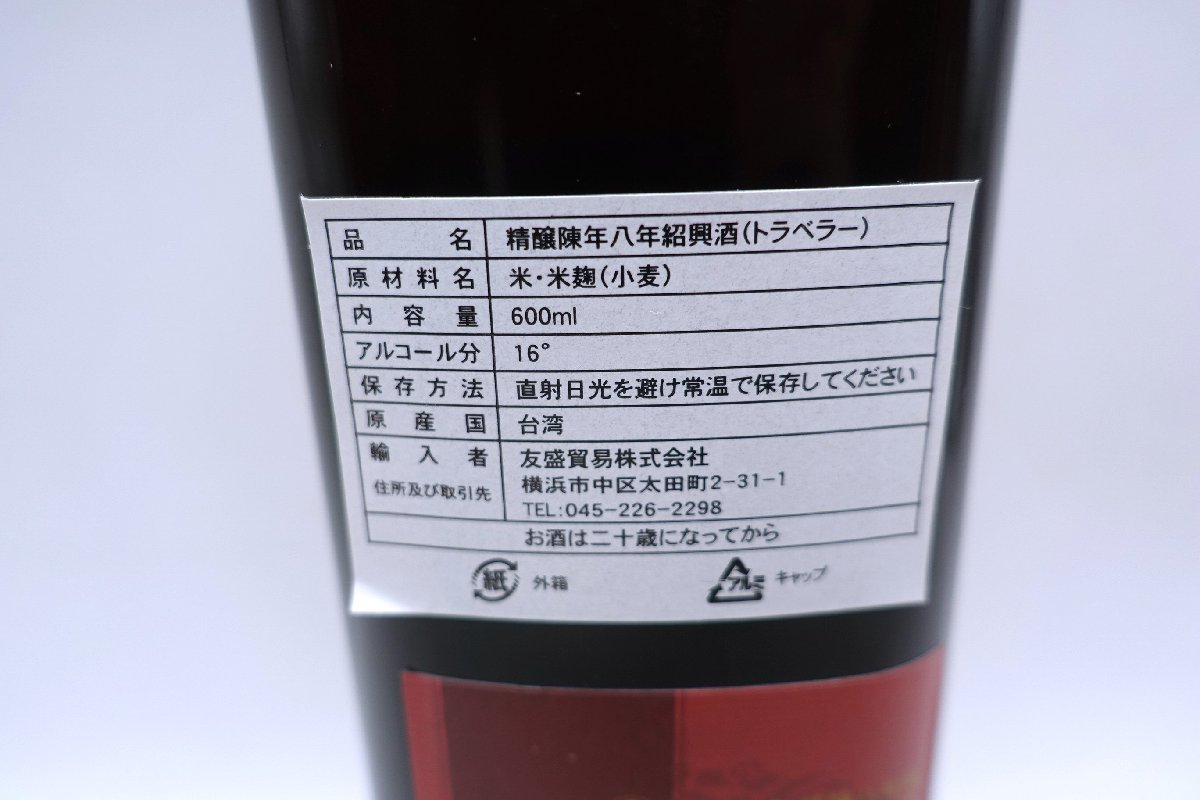 品名 精醸陳年八年紹興酒(トラベラー)
原材料名 米・米麹(小麦)
内容量 600ml
アルコール分 16°
保存方法 直射日光を避け常温で保存してください
原産国 台湾
輸入者 友盛貿易株式会社
住所及び取引先 横浜市中区太田町2-31-1
TEL:045-226-2298
お酒は二十歳になってから
紙 外箱 アルミ キャップ